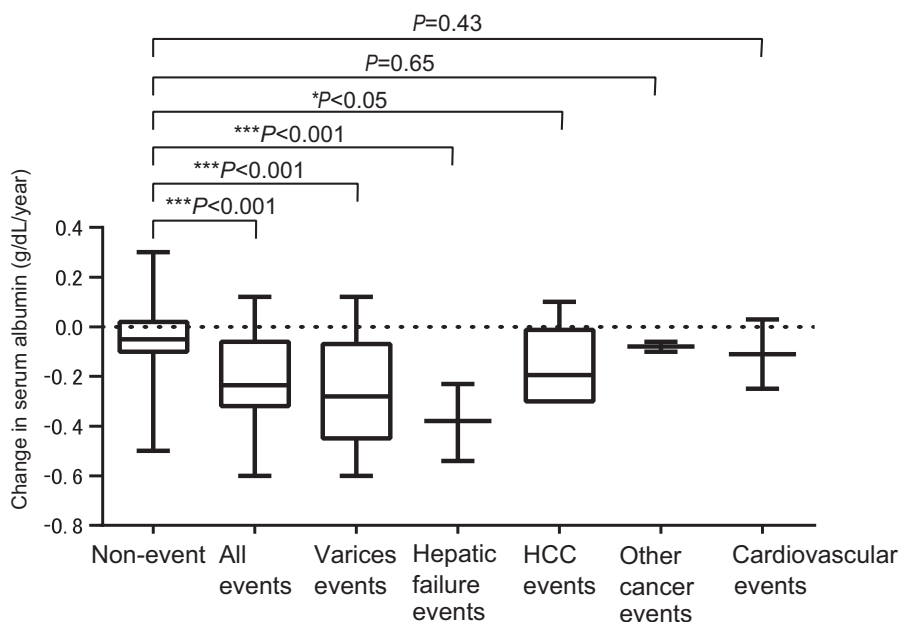 P=0.43
P=0.65
*P<0.05
***P<0.001
***P<0.001
***P<0.001
Change in serum albumin (g/dL/year)
0.4
0.2
0.0
-0.2
-0.4
-0.6
-0.8
Non-event
All
events
Varices
events
Hepatic
failure
events
HCC
events
Other
cancer
events
Cardiovascular
events